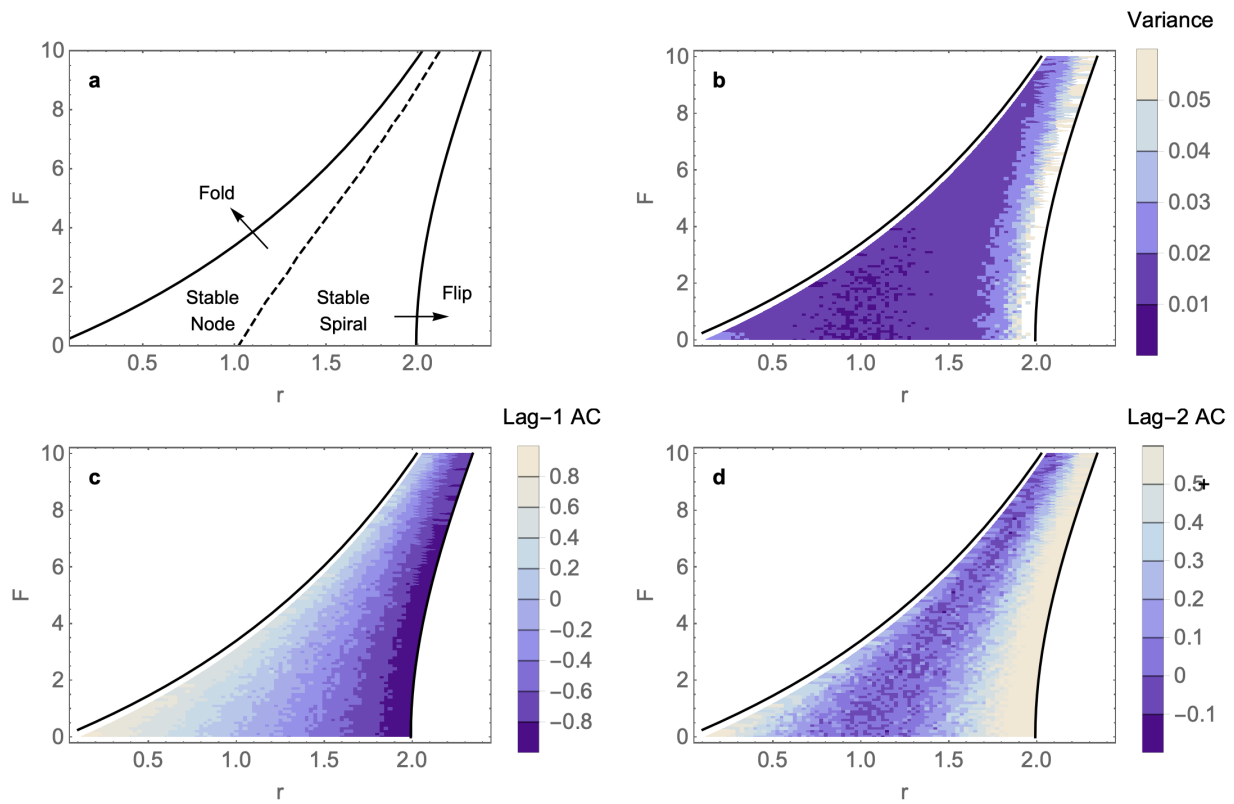 a
10
8
6
4
2
0
F
Fold
Stable
Node
Stable
Spiral
Flip
0.5
1.0
1.5
2.0
r
b
10
8
6
4
2
0
F
0.5
1.0
1.5
2.0
r
Variance
0.05
0.04
0.03
0.02
0.01
c
10
8
6
4
2
0
F
0.5
1.0
1.5
2.0
r
Lag−1 AC
0.8
0.6
0.4
0.2
0
−0.2
−0.4
−0.6
−0.8
d
10
8
6
4
2
0
F
0.5
1.0
1.5
2.0
r
Lag−2 AC
0.5+
0.4
0.3
0.2
0.1
0
−0.1